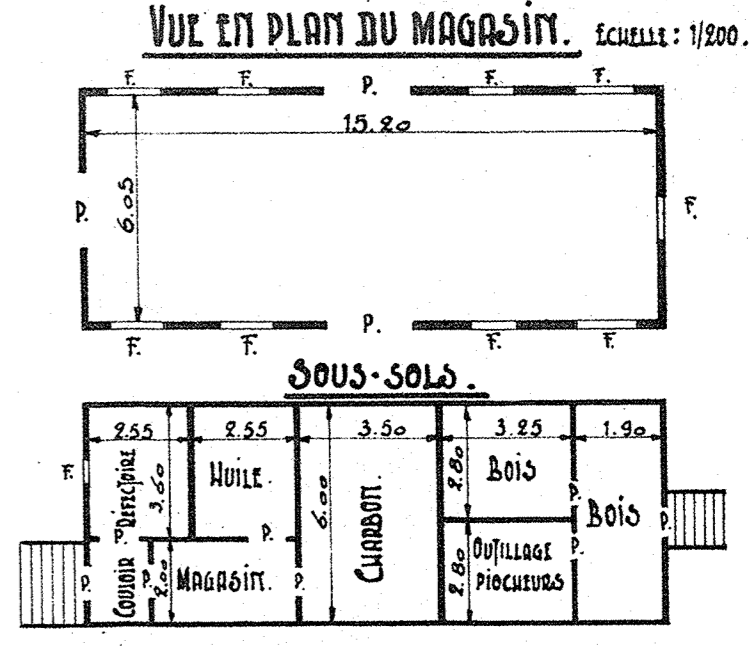 VUE EN PLAN DU MAGASIN. ECHELLE: 1/200.
F. F. P. F. F.
15.20
6.05
P. F.
P.
F. F. F. F.
SOUS-SOLS.
2.55 2.55 3.50 3.25 1.90
F.
RÉFECTOIRE
3.60
HUILE.
6.00
CHARBON.
2.80
BOIS
P.
BOIS
P.
P. P.
P.
COULOIR
P.
2.00
MAGASIN.
P.
2.80
OUTILLAGE
PIOCHEURS
P.